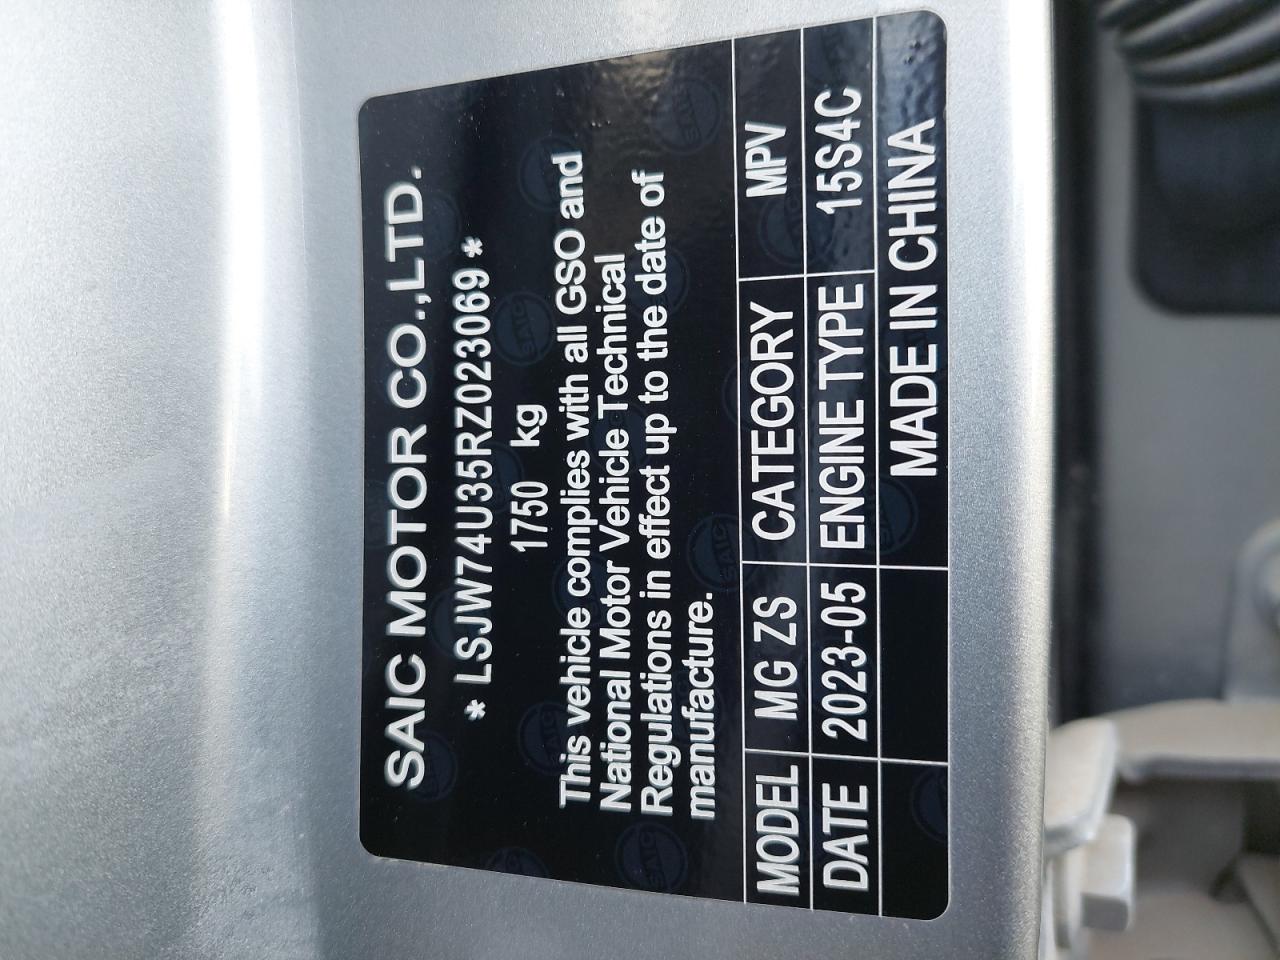 SAIC MOTOR CO.,LTD.
* LSJW74U35RZ023069 *
1750 kg
This vehicle complies with all GSO and
National Motor Vehicle Technical
Regulations in effect up to the date of
manufacture.
MODEL MG ZS CATEGORY MPV
DATE 2023-05 ENGINE TYPE 15S4C
MADE IN CHINA